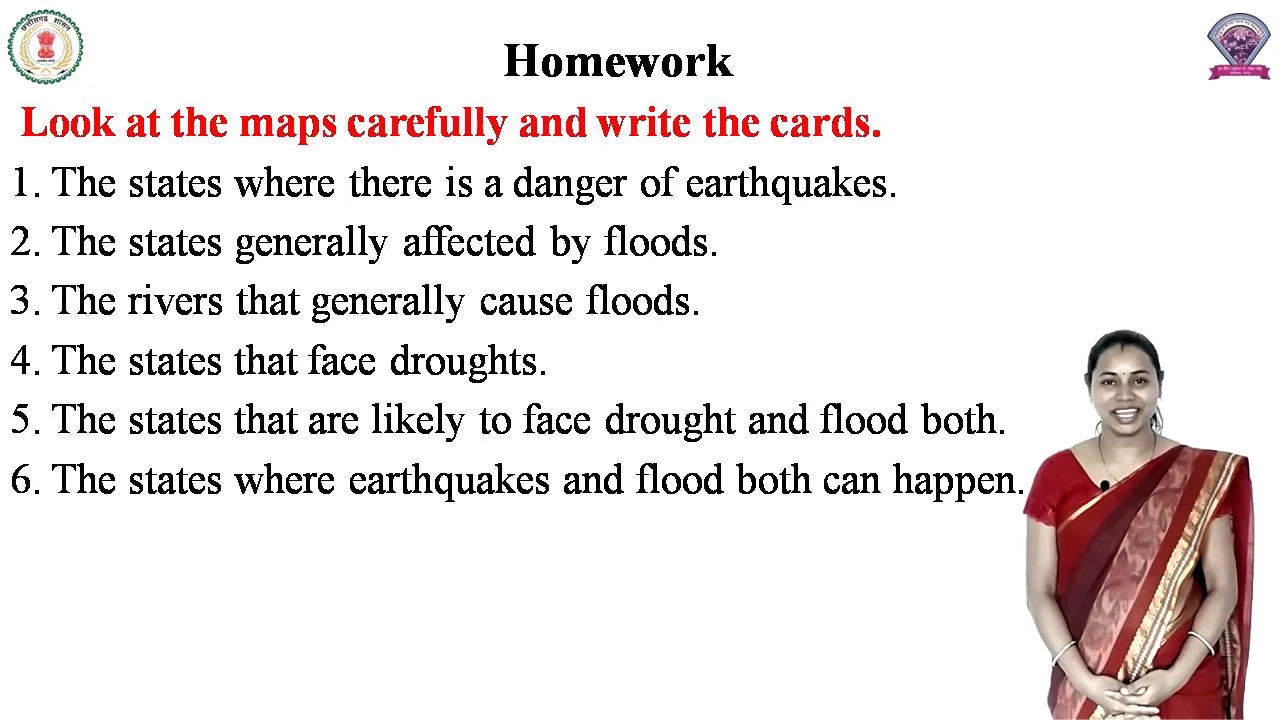 छत्तीसगढ़ शासन
Homework
Look at the maps carefully and write the cards.
1. The states where there is a danger of earthquakes.
2. The states generally affected by floods.
3. The rivers that generally cause floods.
4. The states that face droughts.
5. The states that are likely to face drought and flood both.
6. The states where earthquakes and flood both can happen.